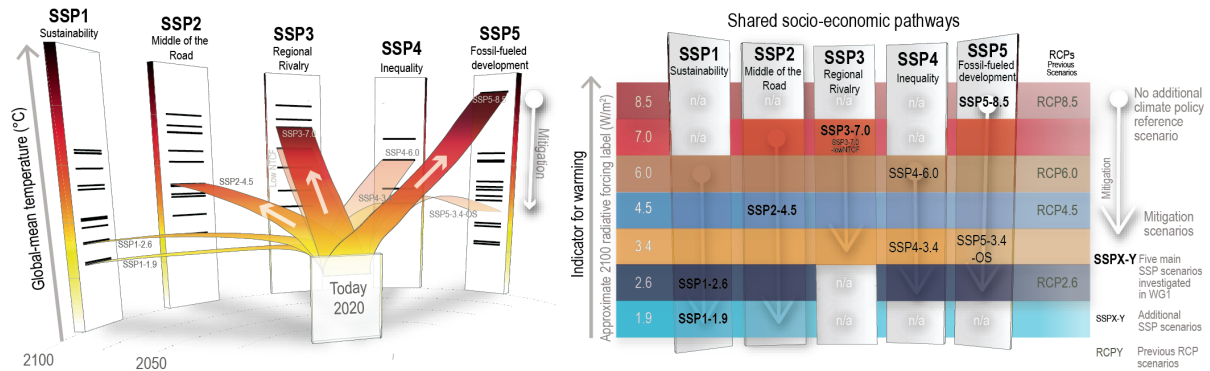 SSP1
Sustainability
SSP2
Middle of the
Road
SSP3
Regional
Rivalry
SSP4
Inequality
SSP5
Fossil-fueled
development
Global-mean temperature (°C)
SSP5-8.5
SSP3-7.0
Low NTCF
SSP4-6.0
SSP2-4.5
SSP4-3.4
SSP5-3.4-OS
SSP1-2.6
SSP1-1.9
Mitigation
Today
2020
2100
2050
Shared socio-economic pathways
Indicator for warming
Approximate 2100 radiative forcing label (W/m²)
SSP1
Sustainability
SSP2
Middle of the
Road
SSP3
Regional
Rivalry
SSP4
Inequality
SSP5
Fossil-fueled
development
RCPs
Previous
Scenarios
8.5
n/a
n/a
n/a
n/a
SSP5-8.5
RCP8.5
7.0
n/a
SSP3-7.0
SSP3-7.0
-lowNTCF
n/a
6.0
SSP4-6.0
RCP6.0
4.5
SSP2-4.5
RCP4.5
3.4
SSP4-3.4
SSP5-3.4
-OS
2.6
SSP1-2.6
n/a
RCP2.6
1.9
SSP1-1.9
n/a
n/a
n/a
No additional
climate policy
reference
scenario
Mitigation
Mitigation
scenarios
SSPX-Y
Five main
SSP scenarios
investigated
in WG1
SSPX-Y
Additional
SSP scenarios
RCPY
Previous RCP
scenarios